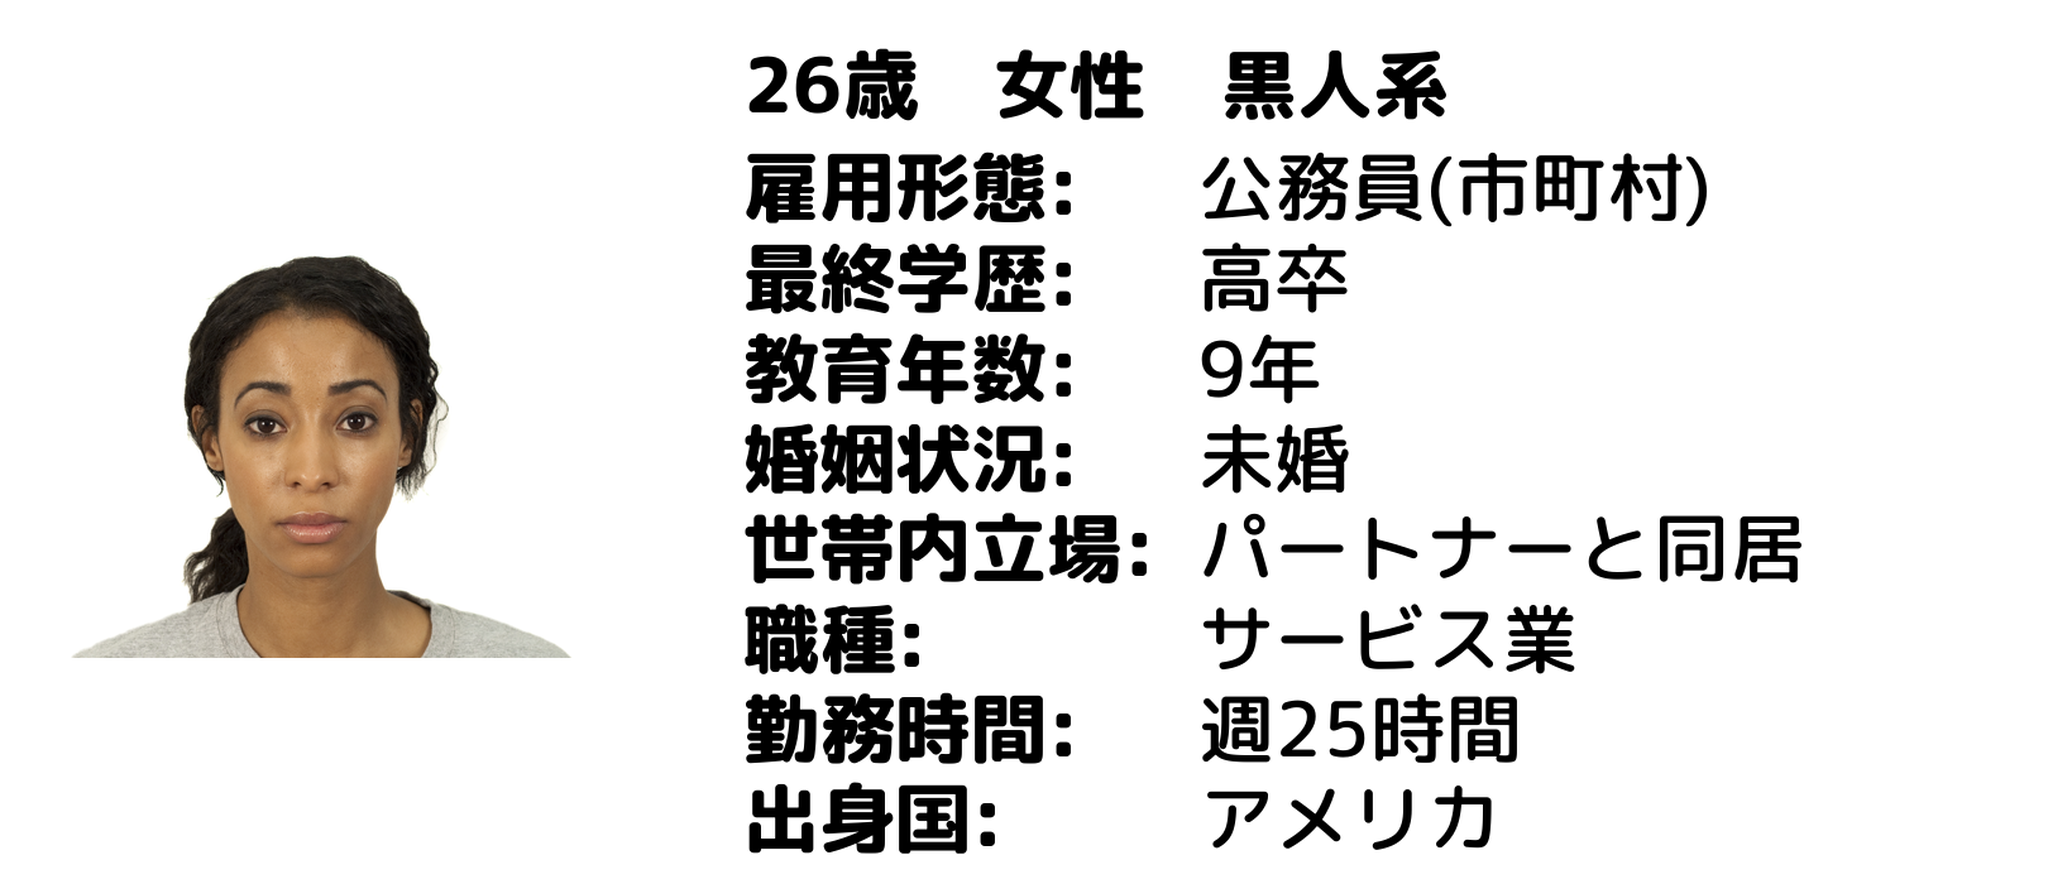 26歳　女性　黒人系
雇用形態: 公務員(市町村)
最終学歴: 高卒
教育年数: 9年
婚姻状況: 未婚
世帯内立場: パートナーと同居
職種: サービス業
勤務時間: 週25時間
出身国: アメリカ